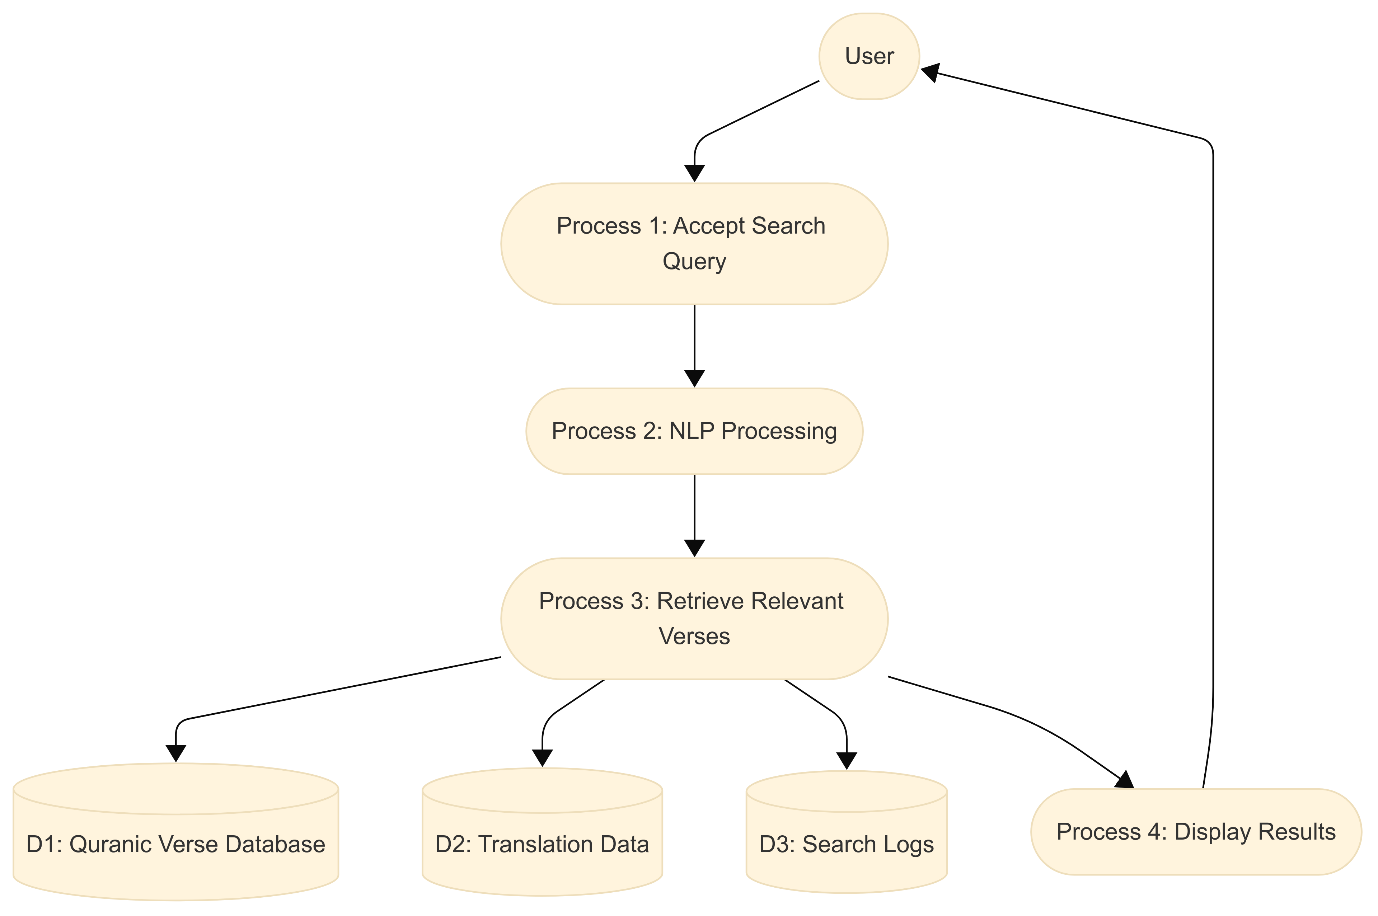 User
Process 1: Accept Search
Query
Process 2: NLP Processing
Process 3: Retrieve Relevant
Verses
D1: Quranic Verse Database
D2: Translation Data
D3: Search Logs
Process 4: Display Results